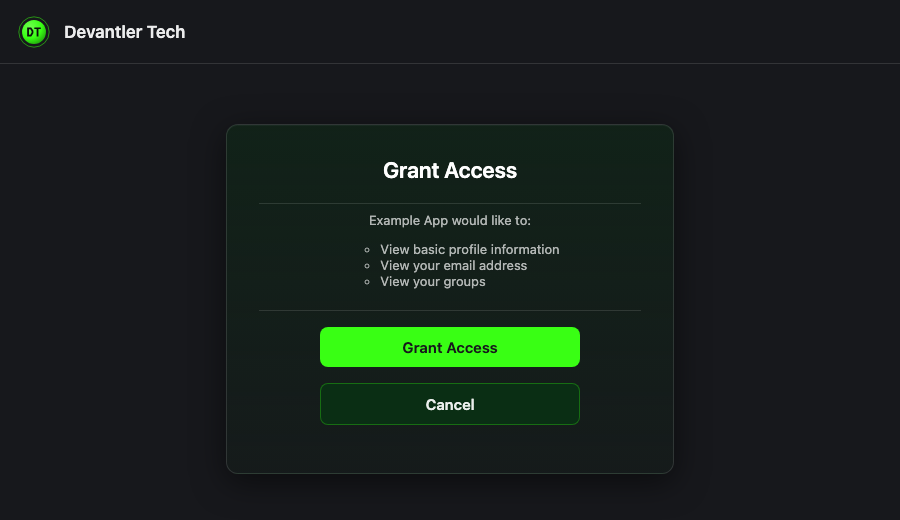 DT
Devantler Tech
Grant Access
Example App would like to:
View basic profile information
View your email address
View your groups
Grant Access
Cancel